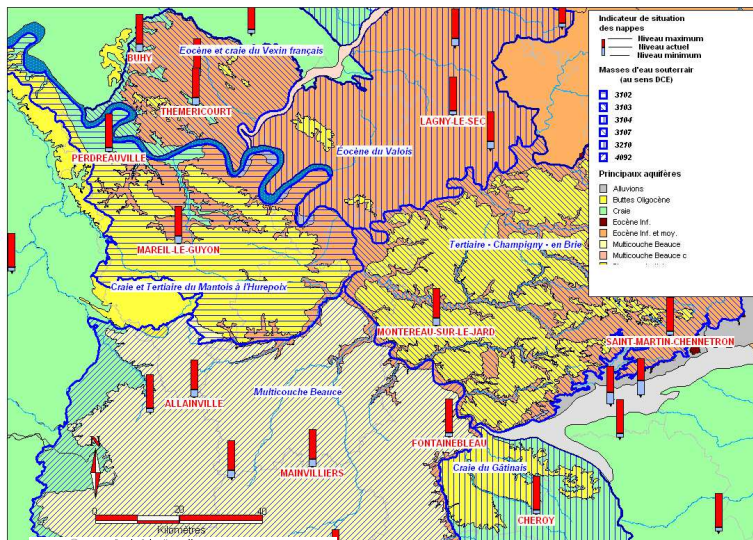 Indicateur de situation
des nappes
Niveau maximum
Niveau actuel
Niveau minimum
Masses d'eau souterrain
(au sens DCE)
3102
3103
3104
3107
3210
4092
Principaux aquifères
Alluvions
Buttes Oligocène
Craie
Eocène Inf.
Eocène Inf. et moy.
Multicouche Beauce
Multicouche Beauce c
BUHY
Eocène et craie du Vexin français
THEMERICOURT
LAGNY-LE-SEC
PERDREAUVILLE
Eocène du Valois
MAREIL-LE-GUYON
Tertiaire - Champigny - en Brie
Craie et Tertiaire du Mantois à l'Hurepoix
MONTEREAU-SUR-LE-JARD
SAINT-MARTIN-CHENNETRON
ALLAINVILLE
Multicouche Beauce
FONTAINEBLEAU
MAINVILLIERS
Craie du Gâtinais
CHEROY
N
0 20 40
Kilomètres